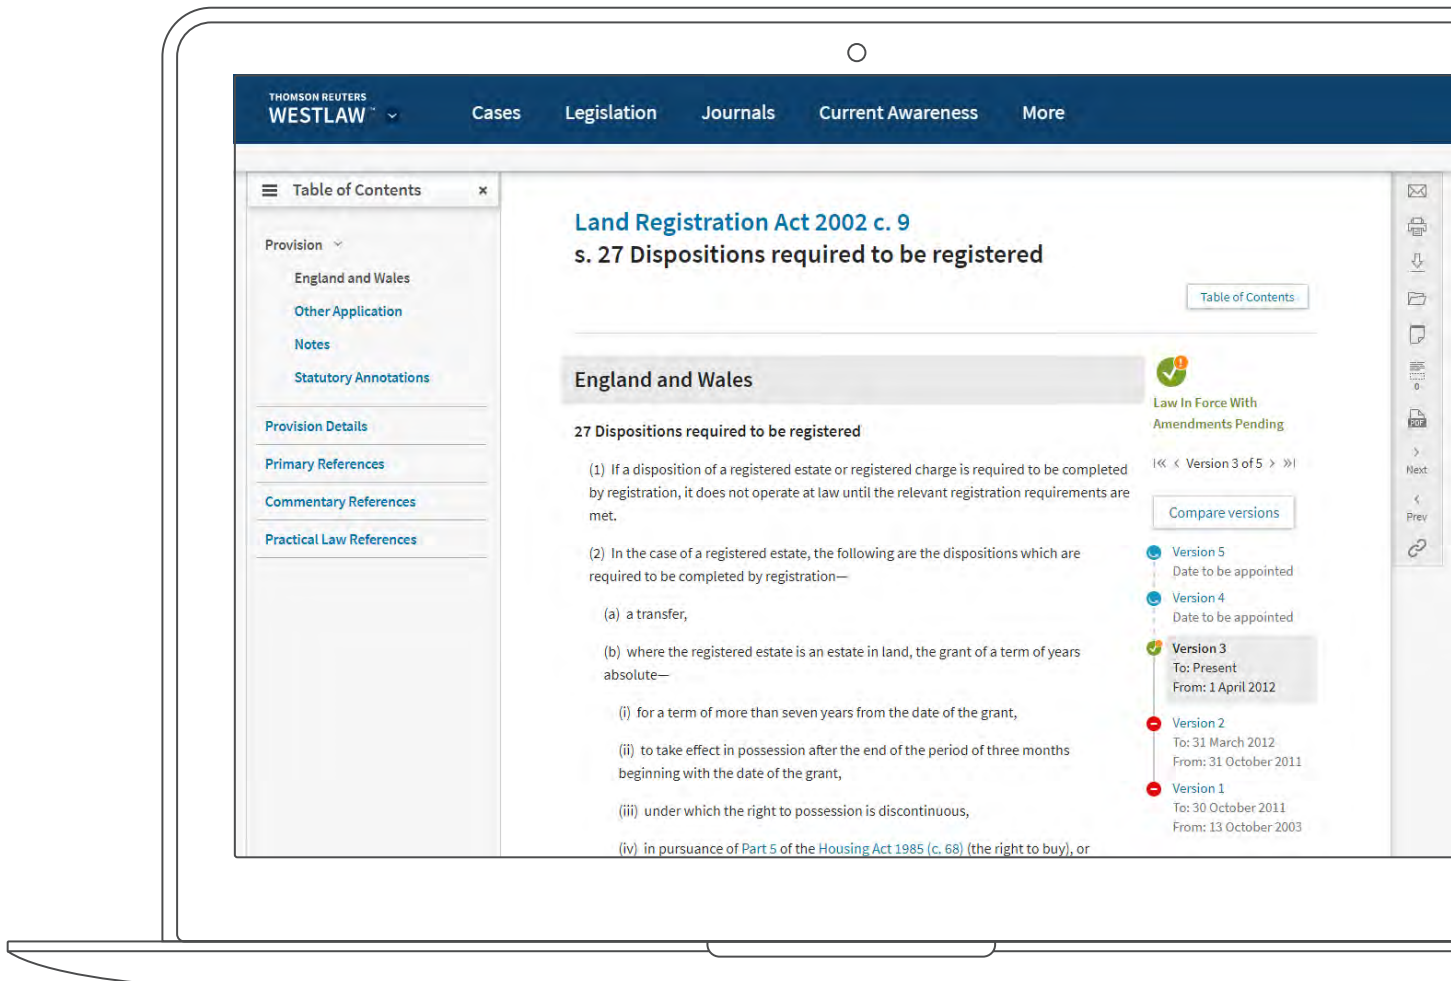 THOMSON REUTERS
WESTLAW™
Cases
Legislation
Journals
Current Awareness
More
Table of Contents
×
Provision
England and Wales
Other Application
Notes
Statutory Annotations
Provision Details
Primary References
Commentary References
Practical Law References
Land Registration Act 2002 c. 9
s. 27 Dispositions required to be registered
Table of Contents
England and Wales
27 Dispositions required to be registered
(1) If a disposition of a registered estate or registered charge is required to be completed
by registration, it does not operate at law until the relevant registration requirements are
met.
(2) In the case of a registered estate, the following are the dispositions which are
required to be completed by registration—
(a) a transfer,
(b) where the registered estate is an estate in land, the grant of a term of years
absolute—
(i) for a term of more than seven years from the date of the grant,
(ii) to take effect in possession after the end of the period of three months
beginning with the date of the grant,
(iii) under which the right to possession is discontinuous,
(iv) in pursuance of Part 5 of the Housing Act 1985 (c. 68) (the right to buy), or
Law In Force With
Amendments Pending
Version 3 of 5
Compare versions
Version 5
Date to be appointed
Version 4
Date to be appointed
Version 3
To: Present
From: 1 April 2012
Version 2
To: 31 March 2012
From: 31 October 2011
Version 1
To: 30 October 2011
From: 13 October 2003
0
PDF
Next
Prev